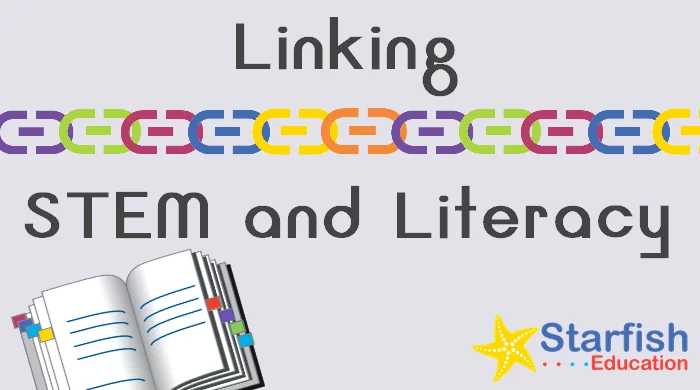 Linking
STEM and Literacy
Starfish
Education